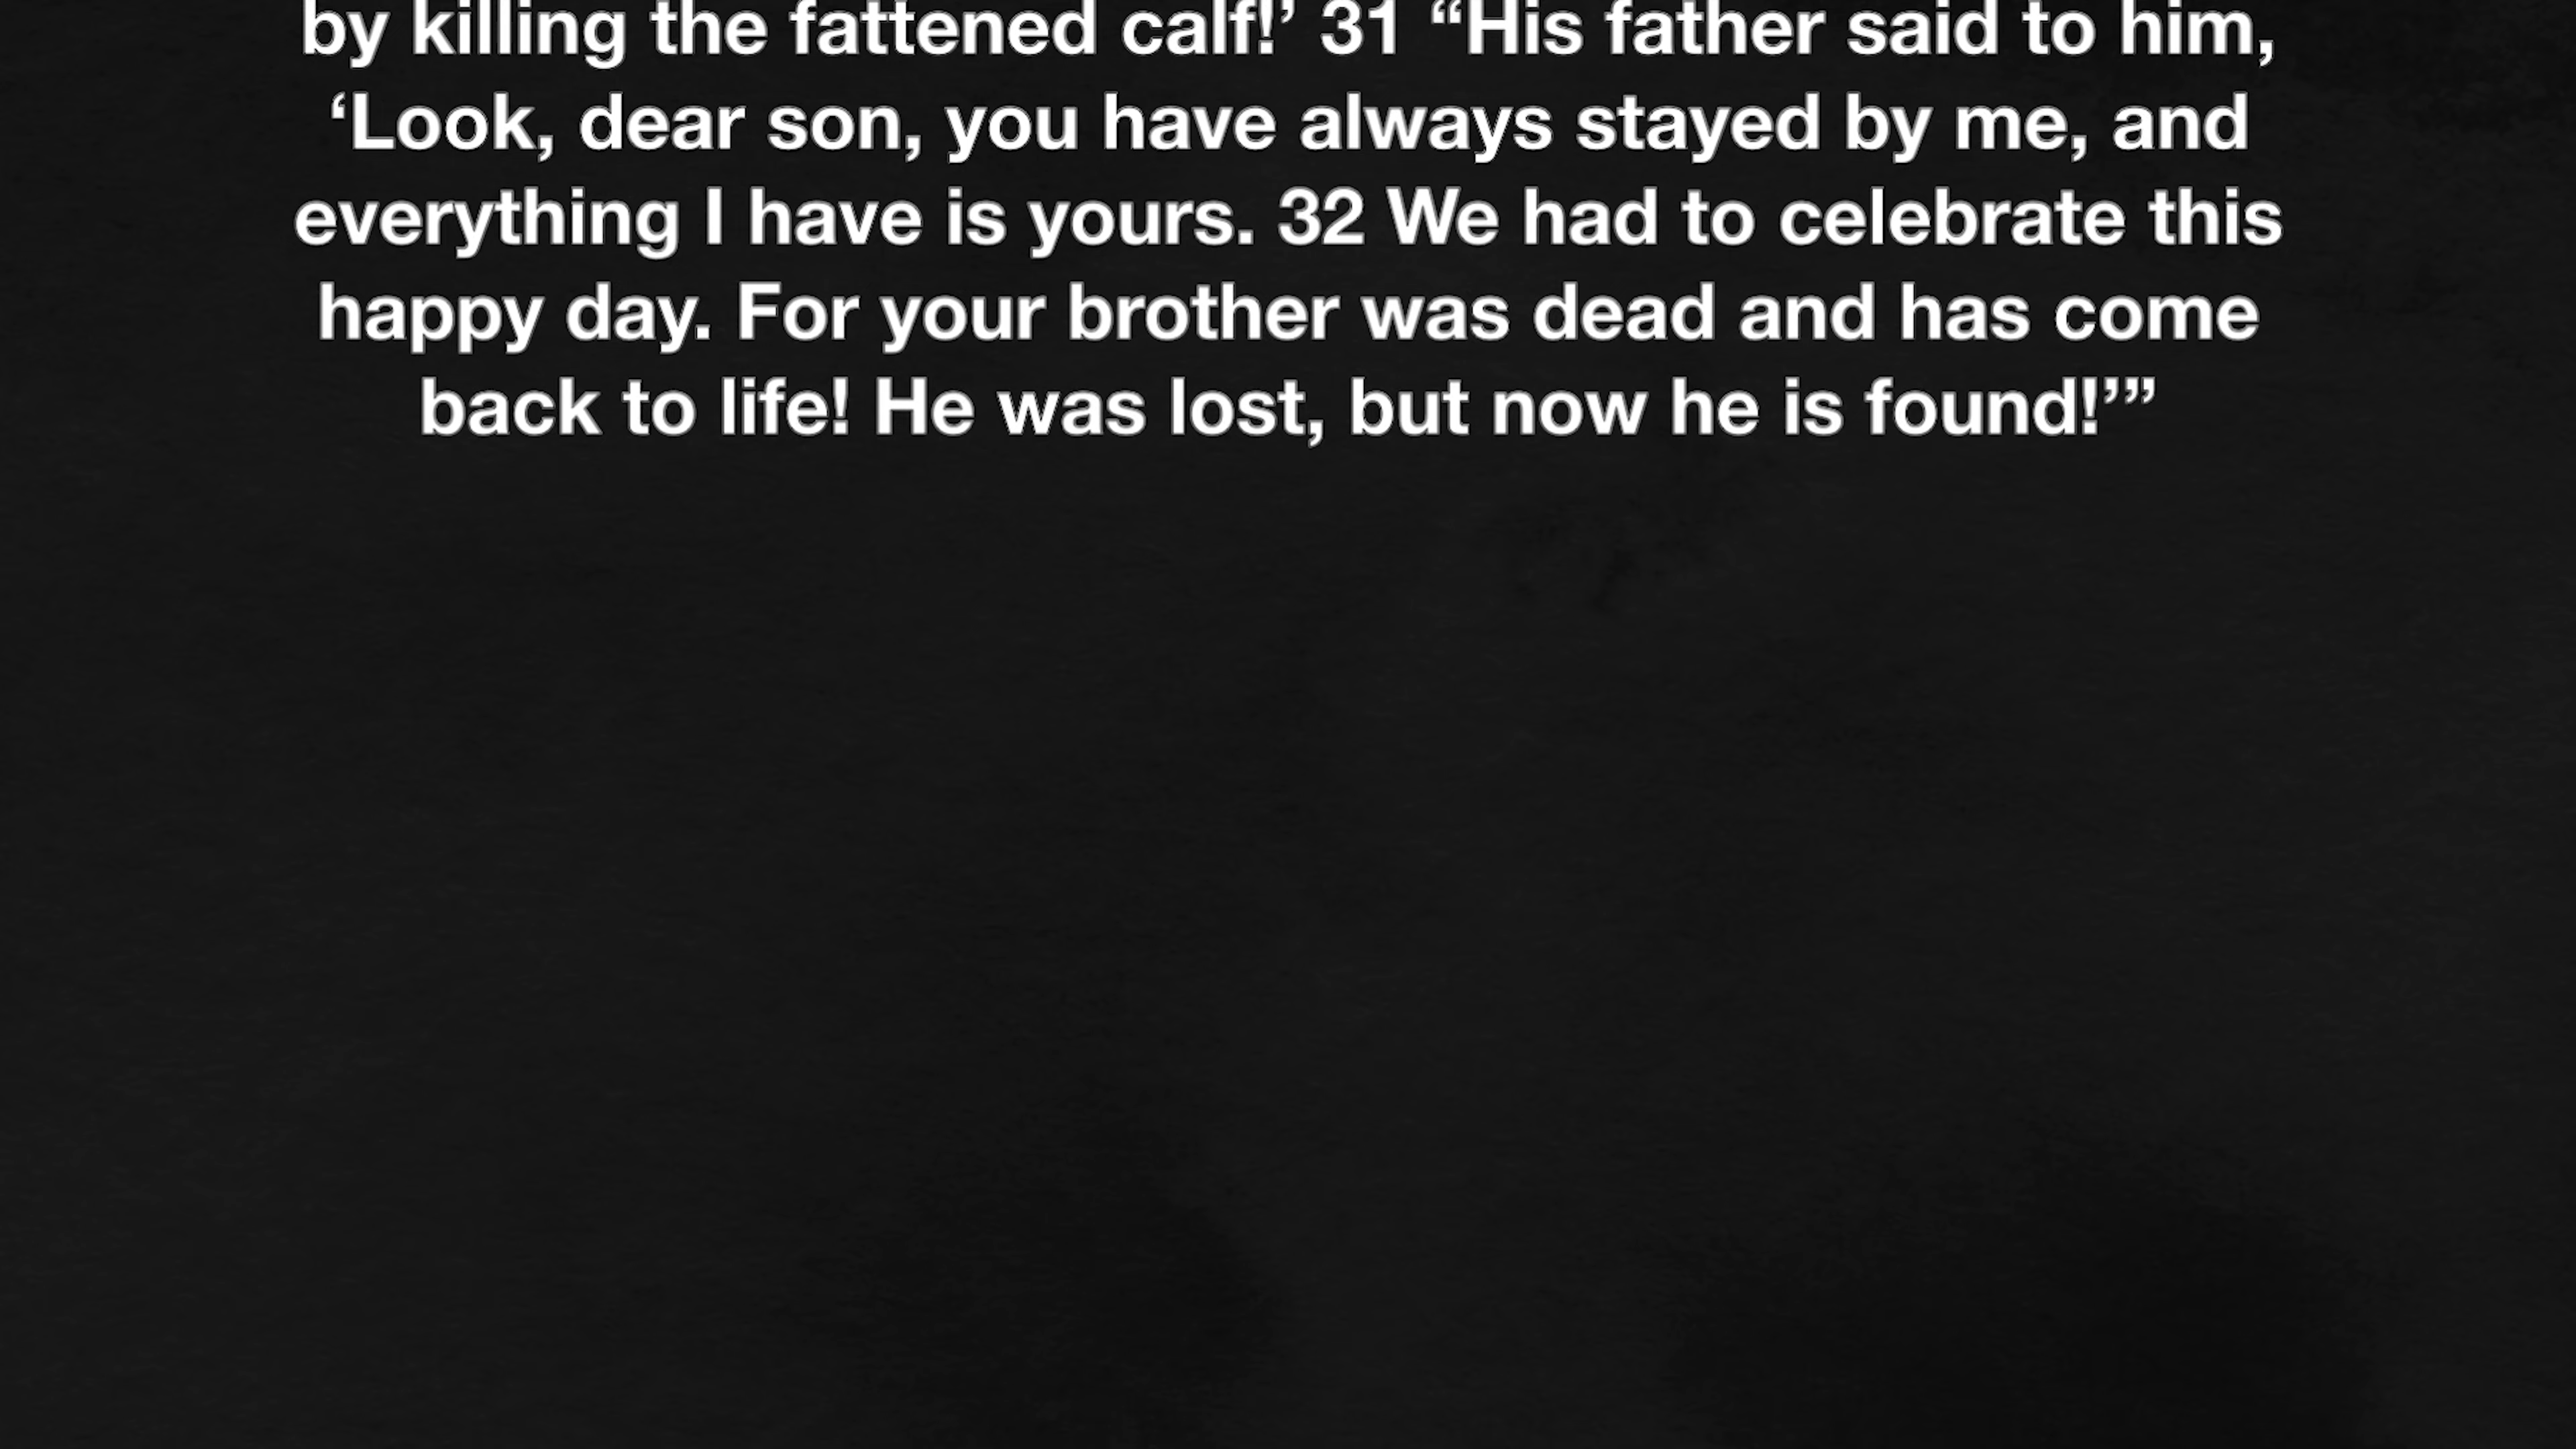 by killing the fattened calf!’ 31 “His father said to him,
‘Look, dear son, you have always stayed by me, and
everything I have is yours. 32 We had to celebrate this
happy day. For your brother was dead and has come
back to life! He was lost, but now he is found!’”